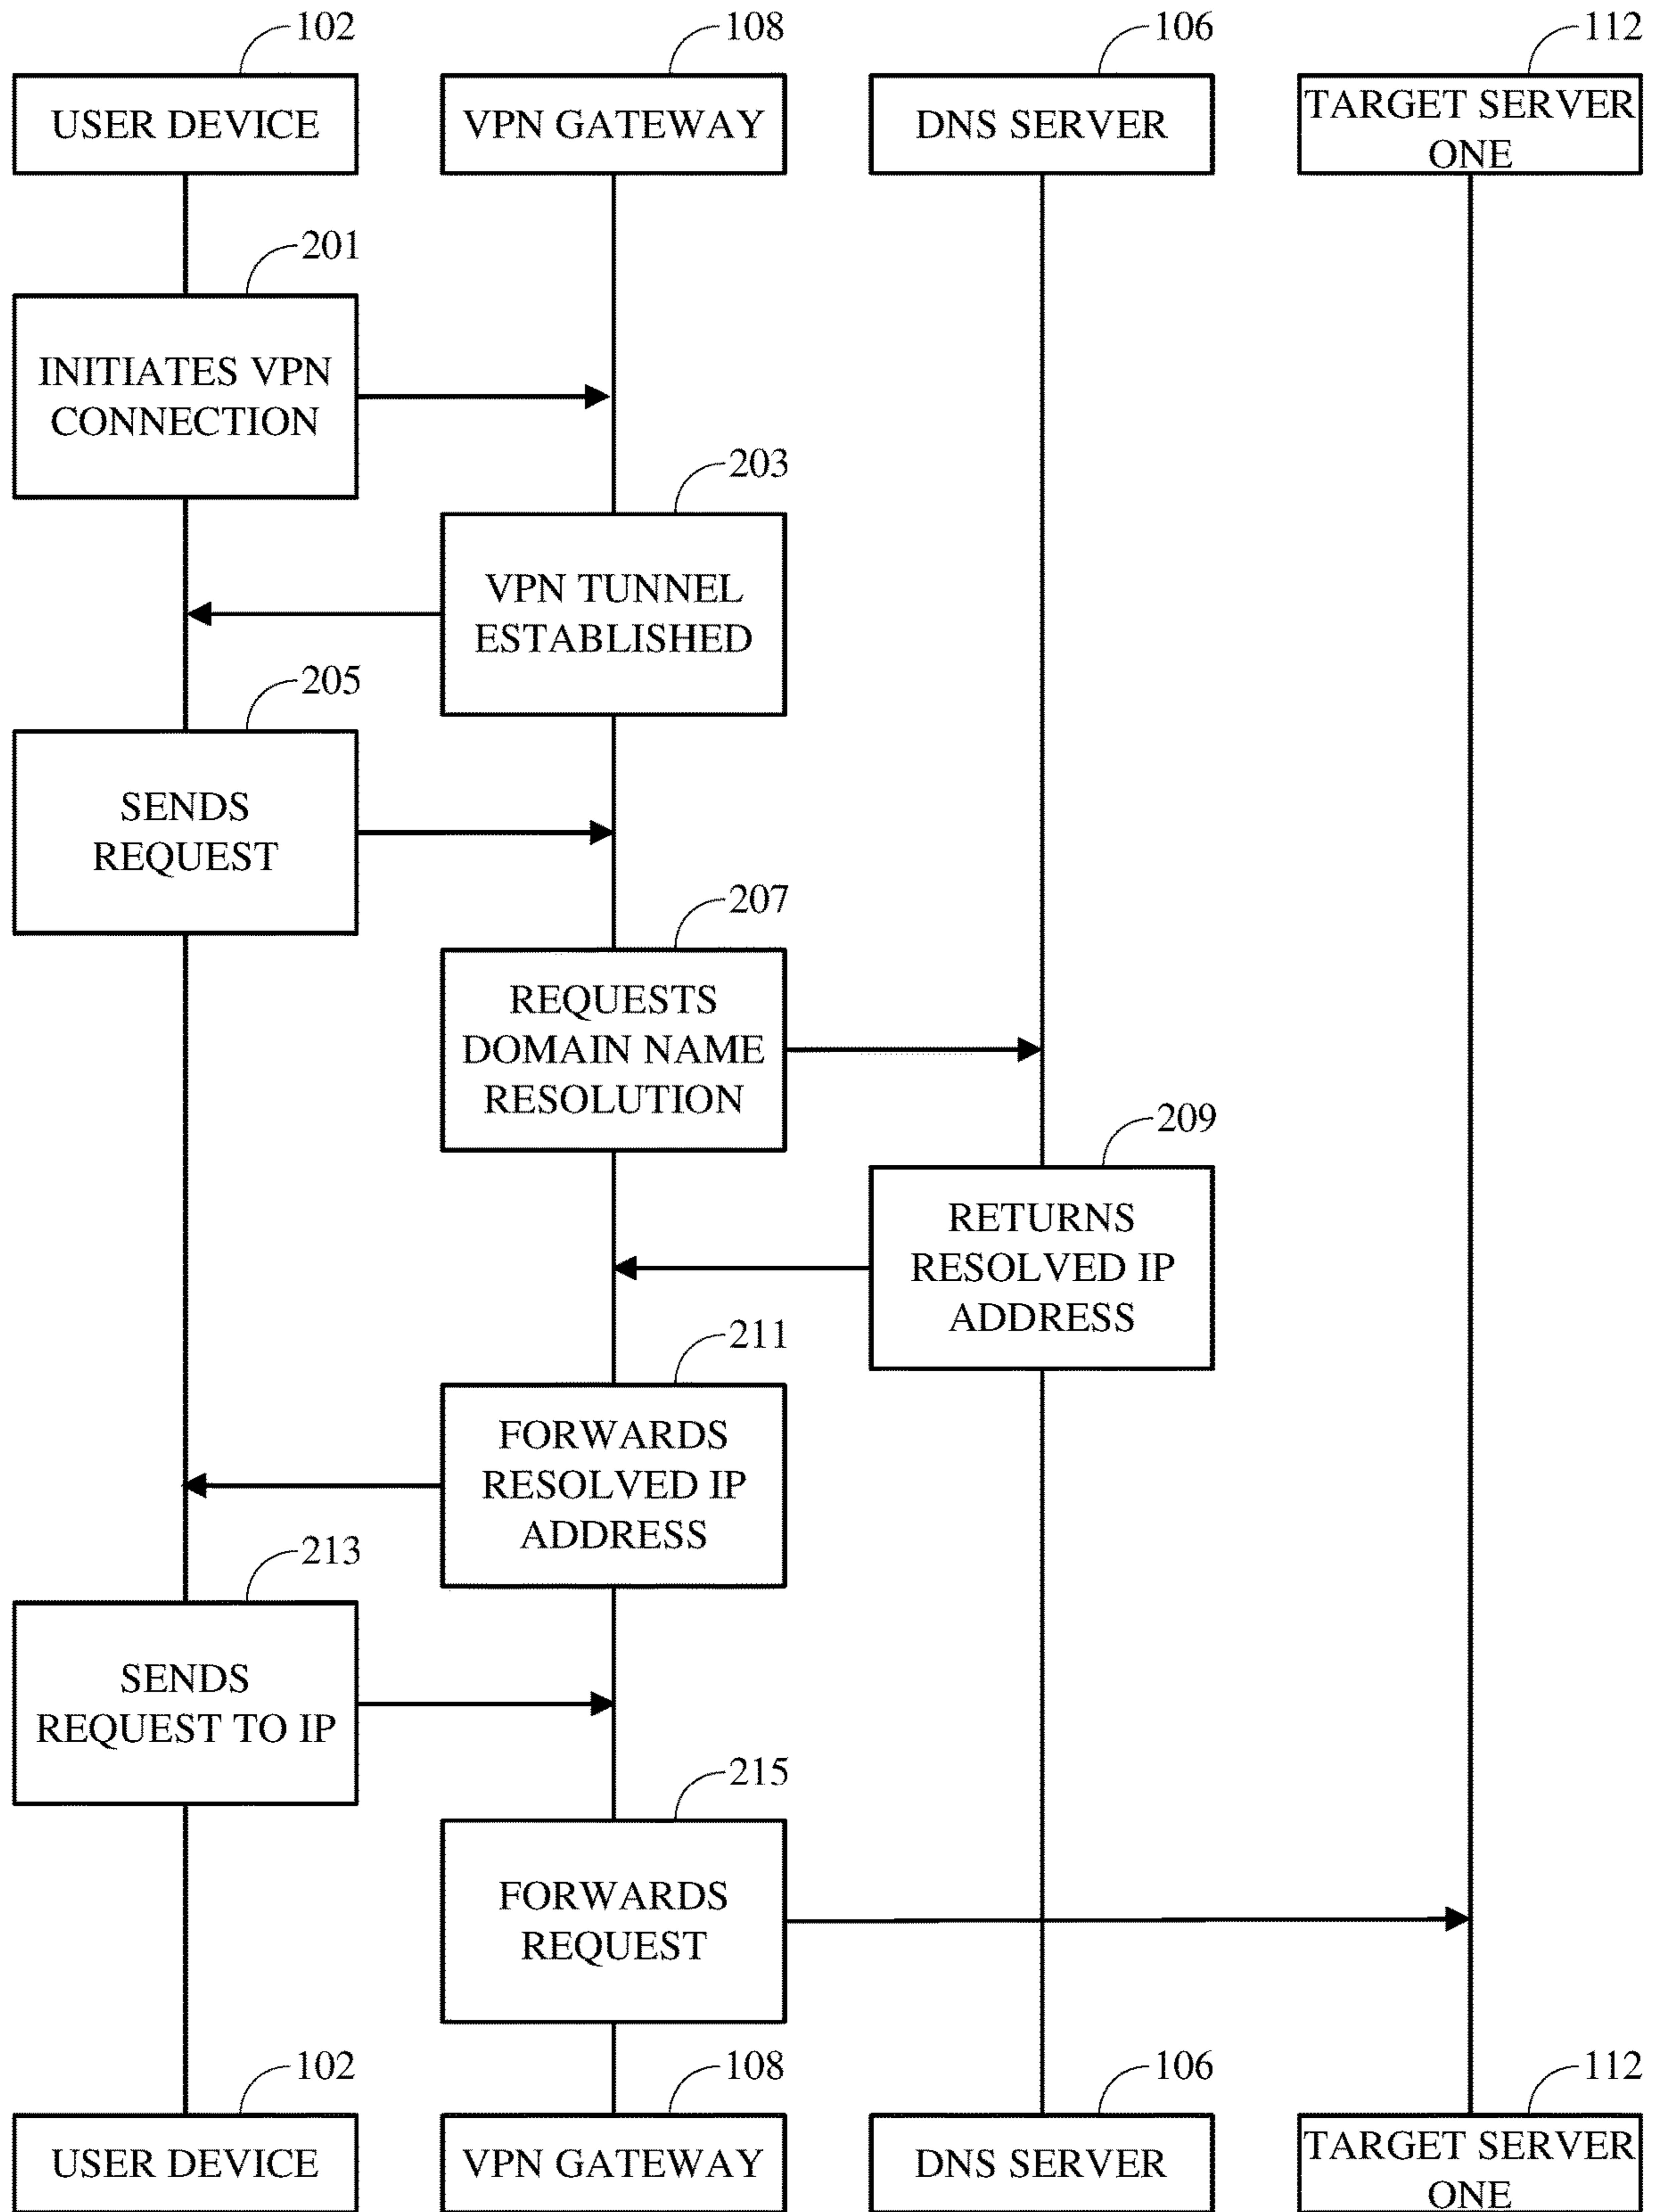 102
108
106
112
USER DEVICE
VPN GATEWAY
DNS SERVER
TARGET SERVER
ONE
201
INITIATES VPN
CONNECTION
203
VPN TUNNEL
ESTABLISHED
205
SENDS
REQUEST
207
REQUESTS
DOMAIN NAME
RESOLUTION
209
RETURNS
RESOLVED IP
ADDRESS
211
FORWARDS
RESOLVED IP
ADDRESS
213
SENDS
REQUEST TO IP
215
FORWARDS
REQUEST
102
108
106
112
USER DEVICE
VPN GATEWAY
DNS SERVER
TARGET SERVER
ONE